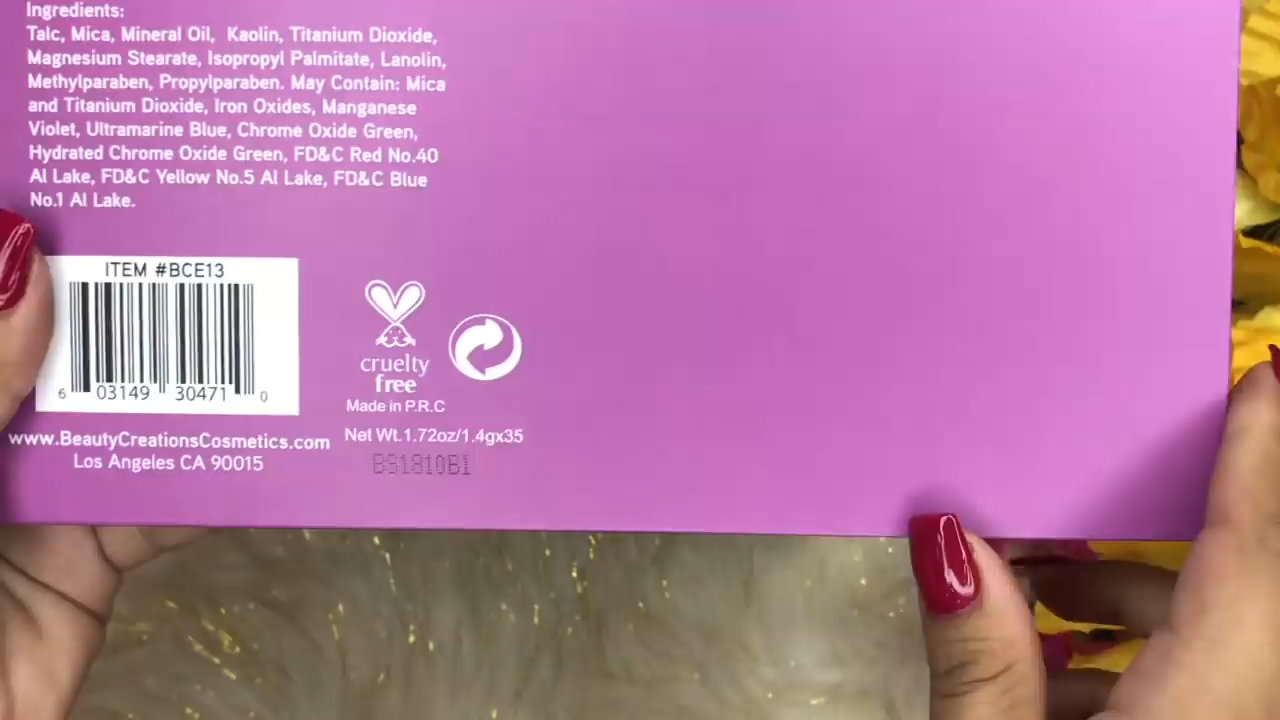 Ingredients:
Talc, Mica, Mineral Oil, Kaolin, Titanium Dioxide,
Magnesium Stearate, Isopropyl Palmitate, Lanolin,
Methylparaben, Propylparaben. May Contain: Mica
and Titanium Dioxide, Iron Oxides, Manganese
Violet, Ultramarine Blue, Chrome Oxide Green,
Hydrated Chrome Oxide Green, FD&C Red No.40
Al Lake, FD&C Yellow No.5 Al Lake, FD&C Blue
No.1 Al Lake.
ITEM #BCE13
6 03149 30471 0
www.BeautyCreationsCosmetics.com
Los Angeles CA 90015
cruelty
free
Made in P.R.C
Net Wt.1.72oz/1.4gx35
BS1810B1